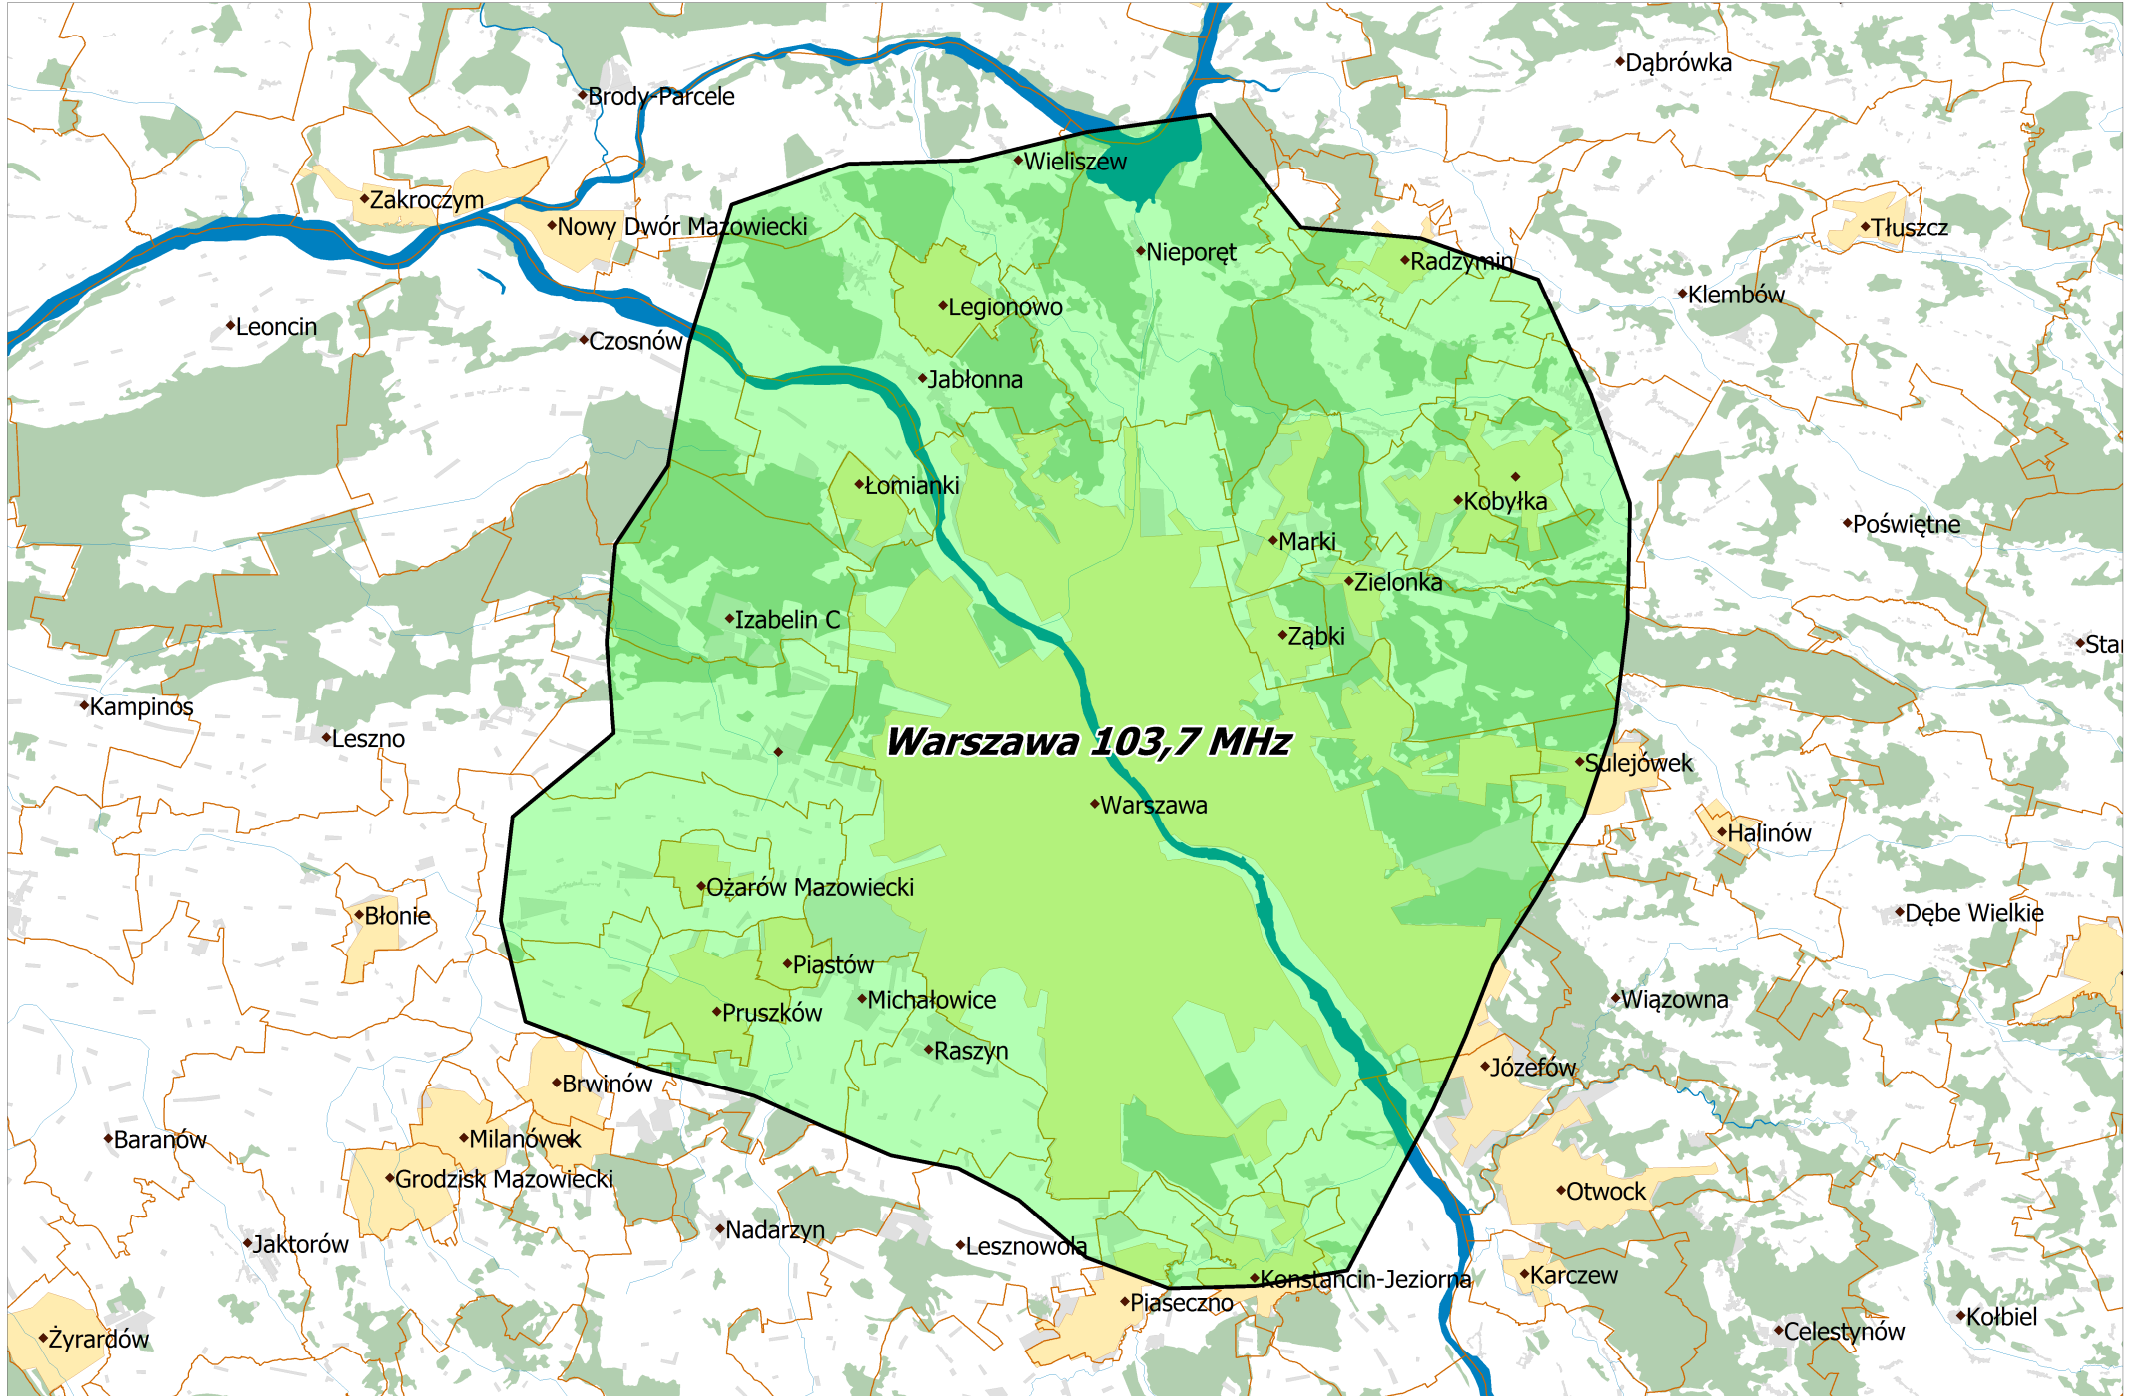 Dąbrówka
Brody-Parcele
Wieliszew
Zakroczym
Nowy Dwór Mazowiecki
Tłuszcz
Nieporęt
Radzymin
Klembów
Legionowo
Leoncin
Czosnów
Jabłonna
Łomianki
Kobyłka
Poświętne
Marki
Zielonka
Izabelin C
Ząbki
Star
Kampinos
Leszno
Warszawa 103,7 MHz
Sulejówek
Warszawa
Halinów
Ożarów Mazowiecki
Błonie
Dębe Wielkie
Piastów
Michałowice
Wiązowna
Pruszków
Raszyn
Józefów
Brwinów
Baranów
Milanówek
Grodzisk Mazowiecki
Otwock
Nadarzyn
Jaktorów
Lesznowola
Konstancin-Jeziorna
Karczew
Piaseczno
Kołbiel
Żyrardów
Celestynów